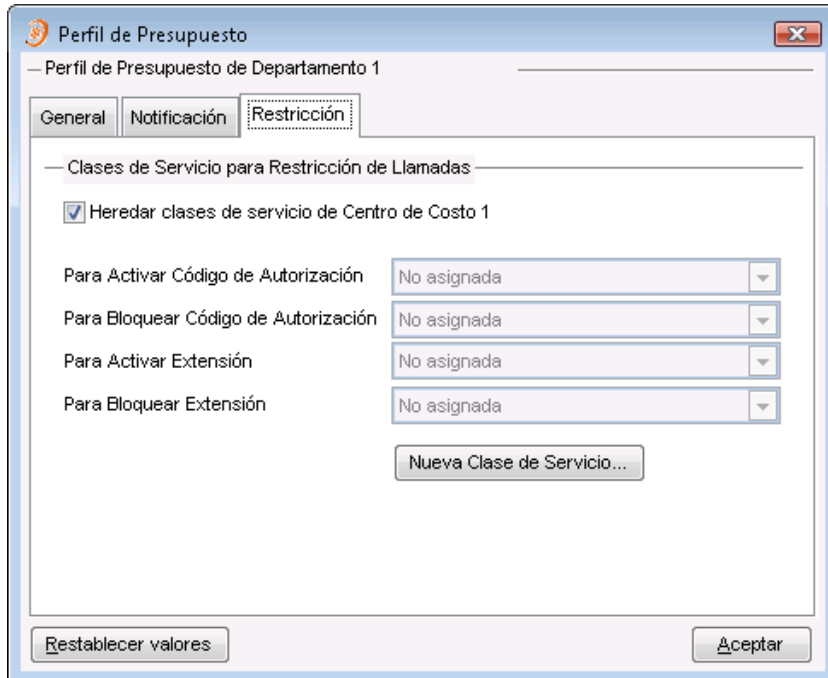 Perfil de Presupuesto
Perfil de Presupuesto de Departamento 1
General Notificación Restricción
Clases de Servicio para Restricción de Llamadas
Heredar clases de servicio de Centro de Costo 1
Para Activar Código de Autorización No asignada
Para Bloquear Código de Autorización No asignada
Para Activar Extensión No asignada
Para Bloquear Extensión No asignada
Nueva Clase de Servicio...
Restablecer valores Aceptar